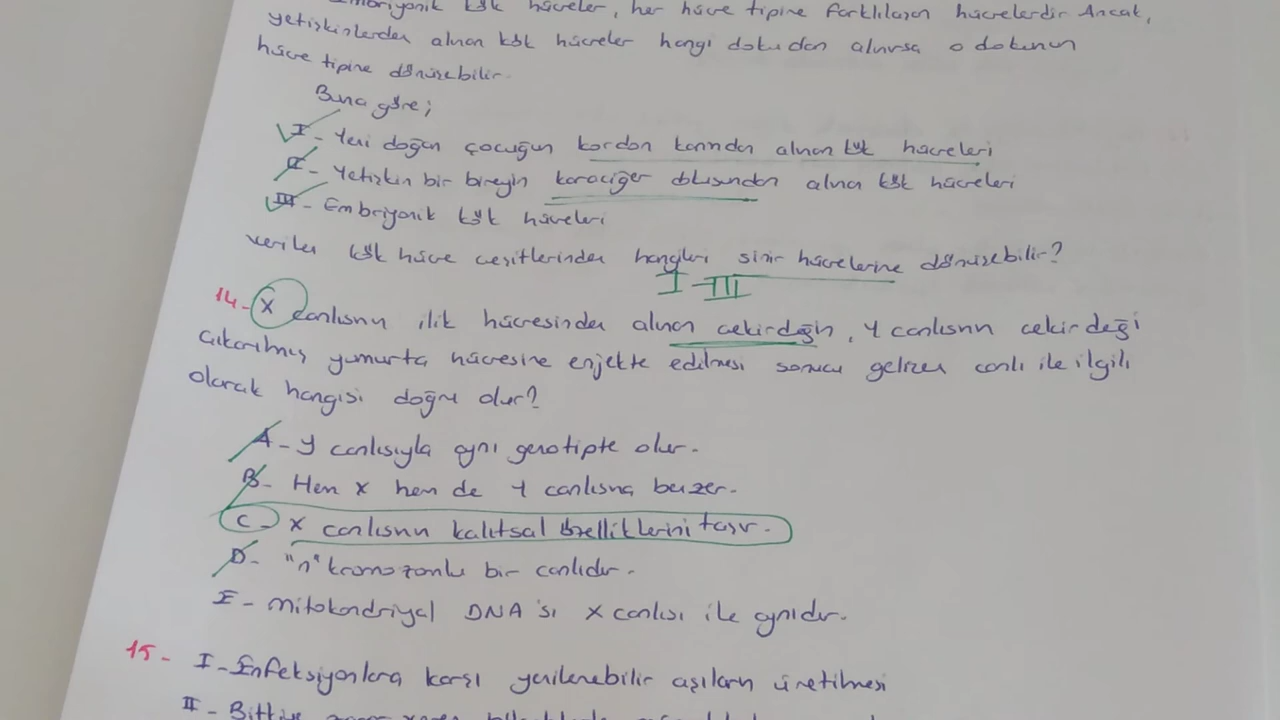 Embriyonik kök hücreler, her hücre tipine farklılaşan hücrelerdir Ancak,
yetişkinlerden alınan kök hücreler hangi dokudan alınırsa o dokunun
hücre tipine dönüşebilir.
Buna göre;
I - Yeni doğan çocuğun kordon kanından alınan kök hücreleri
II - Yetişkin bir bireyin karaciğer dokusundan alınan kök hücreleri
III - Embriyonik kök hücreleri
verilen kök hücre çeşitlerinden hangileri sinir hücrelerine dönüşebilir?
I - III
14 - X canlısının ilik hücresinden alınan çekirdeğin, Y canlısının çekirdeği
çıkarılmış yumurta hücresine enjekte edilmesi sonucu gelişen canlı ile ilgili
olarak hangisi doğru olur?
A - Y canlısıyla aynı genotipte olur.
B - Hem X hem de Y canlısına benzer.
C - X canlısının kalıtsal özelliklerini taşır.
D - "n" kromozomlu bir canlıdır.
E - mitokondriyal DNA'sı X canlısı ile aynıdır.
15 - I - Enfeksiyonlara karşı yenilenebilir aşıların üretilmesi
II -